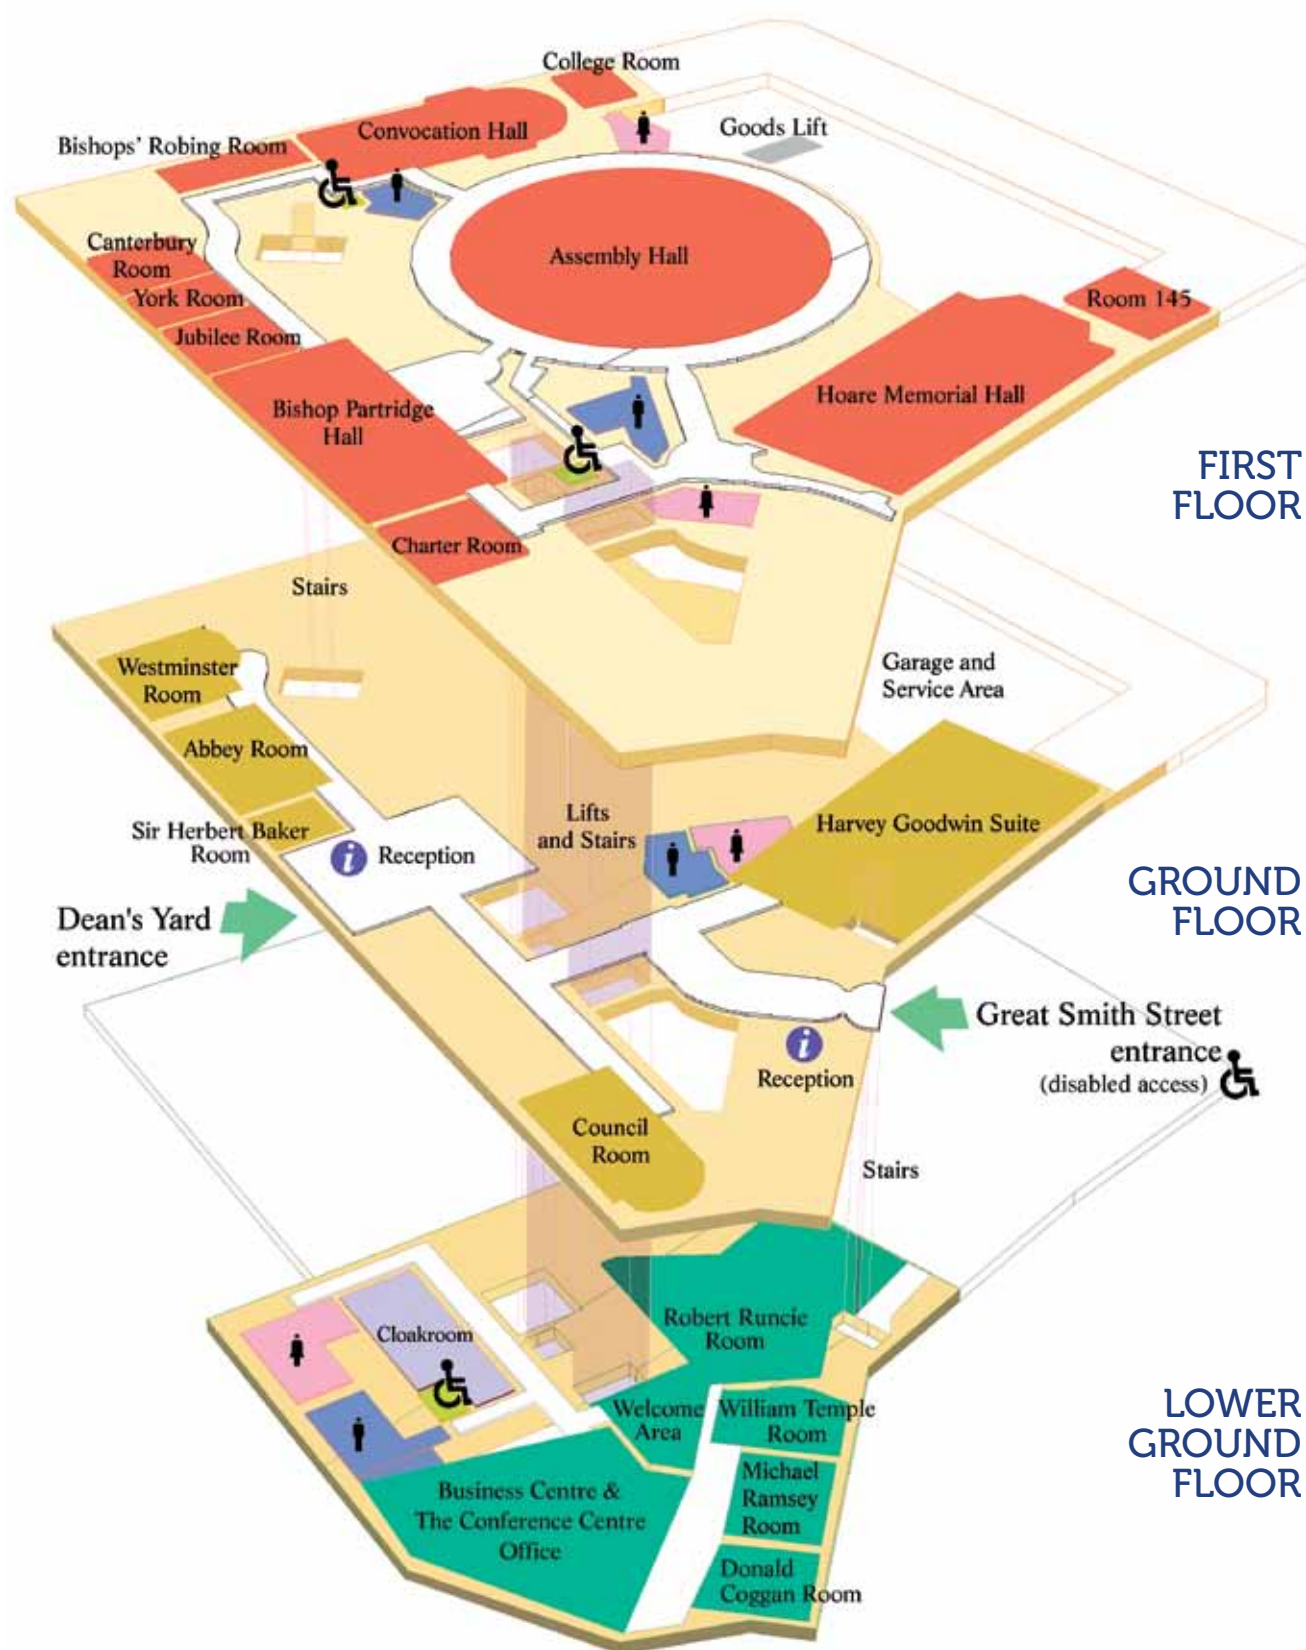 College Room
Convocation Hall
Goods Lift
Bishops' Robing Room
Canterbury
Room
York Room
Jubilee Room
Assembly Hall
Room 145
Bishop Partridge
Hall
Hoare Memorial Hall
Charter Room
FIRST
FLOOR
Stairs
Westminster
Room
Abbey Room
Sir Herbert Baker
Room
i
Reception
Lifts
and Stairs
Garage and
Service Area
Harvey Goodwin Suite
Dean's Yard
entrance
GROUND
FLOOR
Great Smith Street
entrance
(disabled access)
i
Reception
Council
Room
Stairs
Robert Runcie
Room
Cloakroom
Welcome
Area
William Temple
Room
Michael
Ramsey
Room
Donald
Coggan Room
Business Centre &
The Conference Centre
Office
LOWER
GROUND
FLOOR